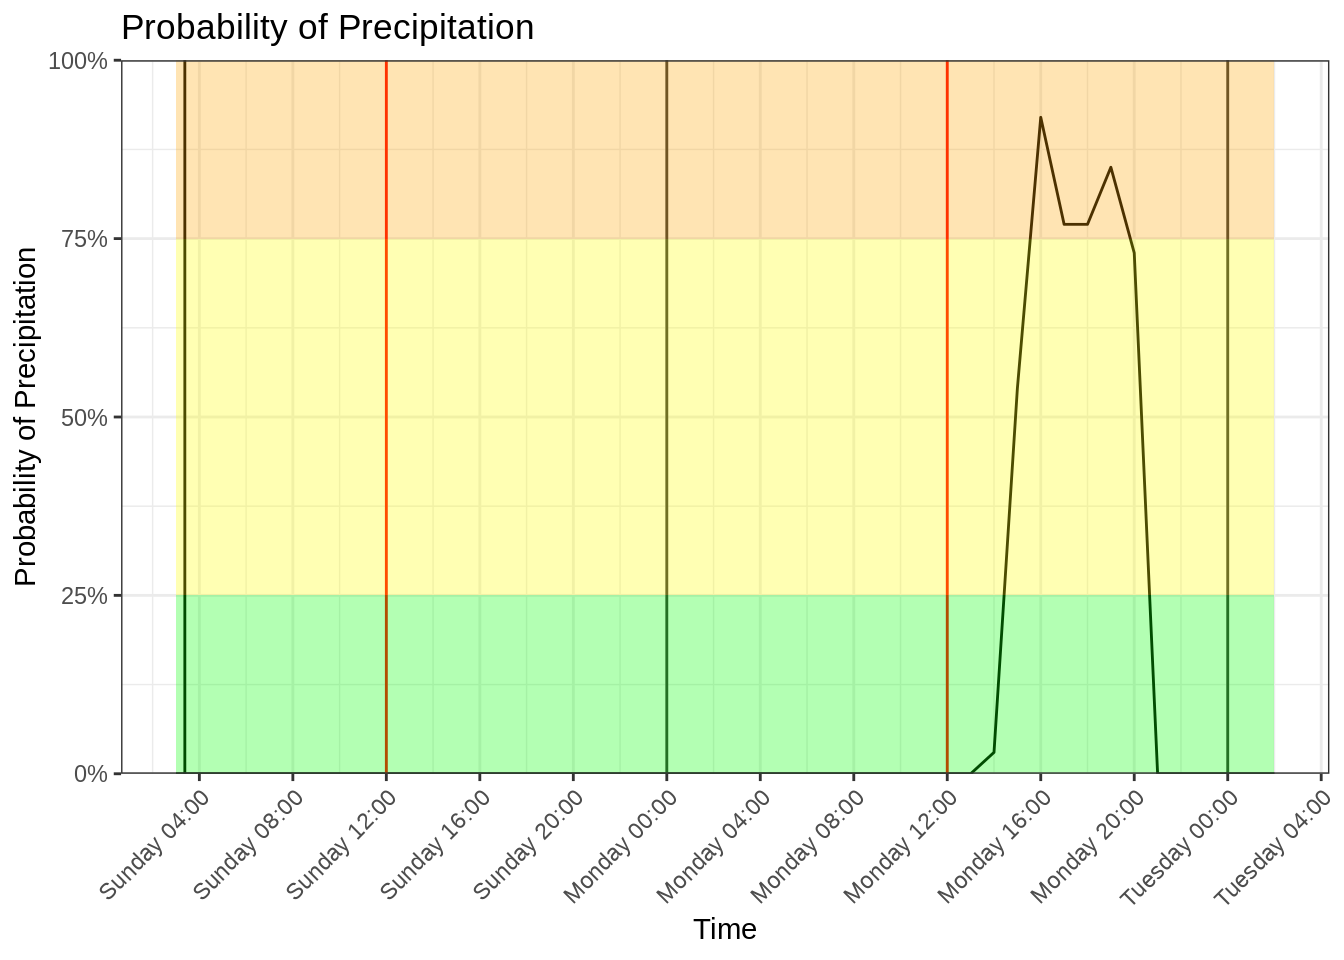 Probability of Precipitation
Probability of Precipitation
100%
75%
50%
25%
0%
Sunday 04:00
Sunday 08:00
Sunday 12:00
Sunday 16:00
Sunday 20:00
Monday 00:00
Monday 04:00
Monday 08:00
Monday 12:00
Monday 16:00
Monday 20:00
Tuesday 00:00
Tuesday 04:00
Time